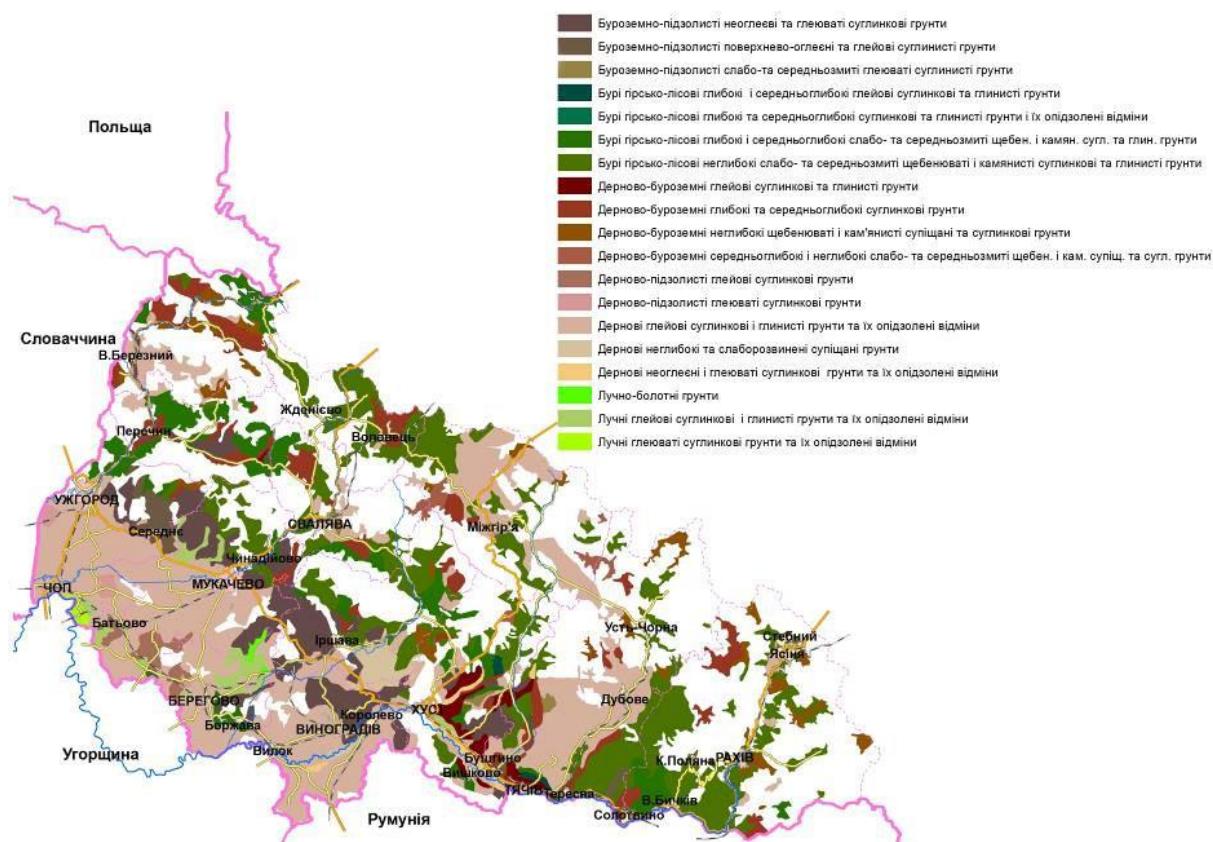 Буроземно-підзолисті неоглеєві та глеюваті суглинкові грунти
Буроземно-підзолисті поверхнево-оглеєні та глейові суглинисті грунти
Буроземно-підзолисті слабо-та середньозмиті глеюваті суглинисті грунти
Бурі гірсько-лісові глибокі і середньоглибокі глейові суглинкові та глинисті грунти
Бурі гірсько-лісові глибокі та середньоглибокі суглинкові та глинисті грунти і їх опідзолені відміни
Бурі гірсько-лісові глибокі і середньоглибокі слабо- та середньозмиті щебен. і камян. сугл. та глин. грунти
Бурі гірсько-лісові неглибокі слабо- та середньозмиті щебенюваті і камянисті суглинкові та глинисті грунти
Дерново-буроземні глейові суглинкові та глинисті грунти
Дерново-буроземні глибокі та середньоглибокі суглинкові грунти
Дерново-буроземні неглибокі щебенюваті і кам'янисті супіщані та суглинкові грунти
Дерново-буроземні середньоглибокі і неглибокі слабо- та середньозмиті щебен. і кам. супіщ. та сугл. грунти
Дерново-підзолисті глейові суглинкові грунти
Дерново-підзолисті глеюваті суглинкові грунти
Дернові глейові суглинкові і глинисті грунти та їх опідзолені відміни
Дернові неглибокі та слаборозвинені супіщані грунти
Дернові неоглеєні і глеюваті суглинкові грунти та їх опідзолені відміни
Лучно-болотні грунти
Лучні глейові суглинкові і глинисті грунти та їх опідзолені відміни
Лучні глеюваті суглинкові грунти та їх опідзолені відміни
Польща
Словаччина
В.Березний
Жденієво
Перечин
Воловець
УЖГОРОД
Середнє
СВАЛЯВА
Міжгір'я
Чинадійово
МУКАЧЕВО
ЧОП
Батьово
Іршава
Усть-Чорна
Стебний
Ясіня
БЕРЕГОВО
Дубове
ХУСТ
Королево
Боржава
ВИНОГРАДІВ
Вилок
Угорщина
Буштино
Вишково
К.Поляна
РАХІВ
ТЯЧІВ
Тересва
В.Бичків
Солотвино
Румунія